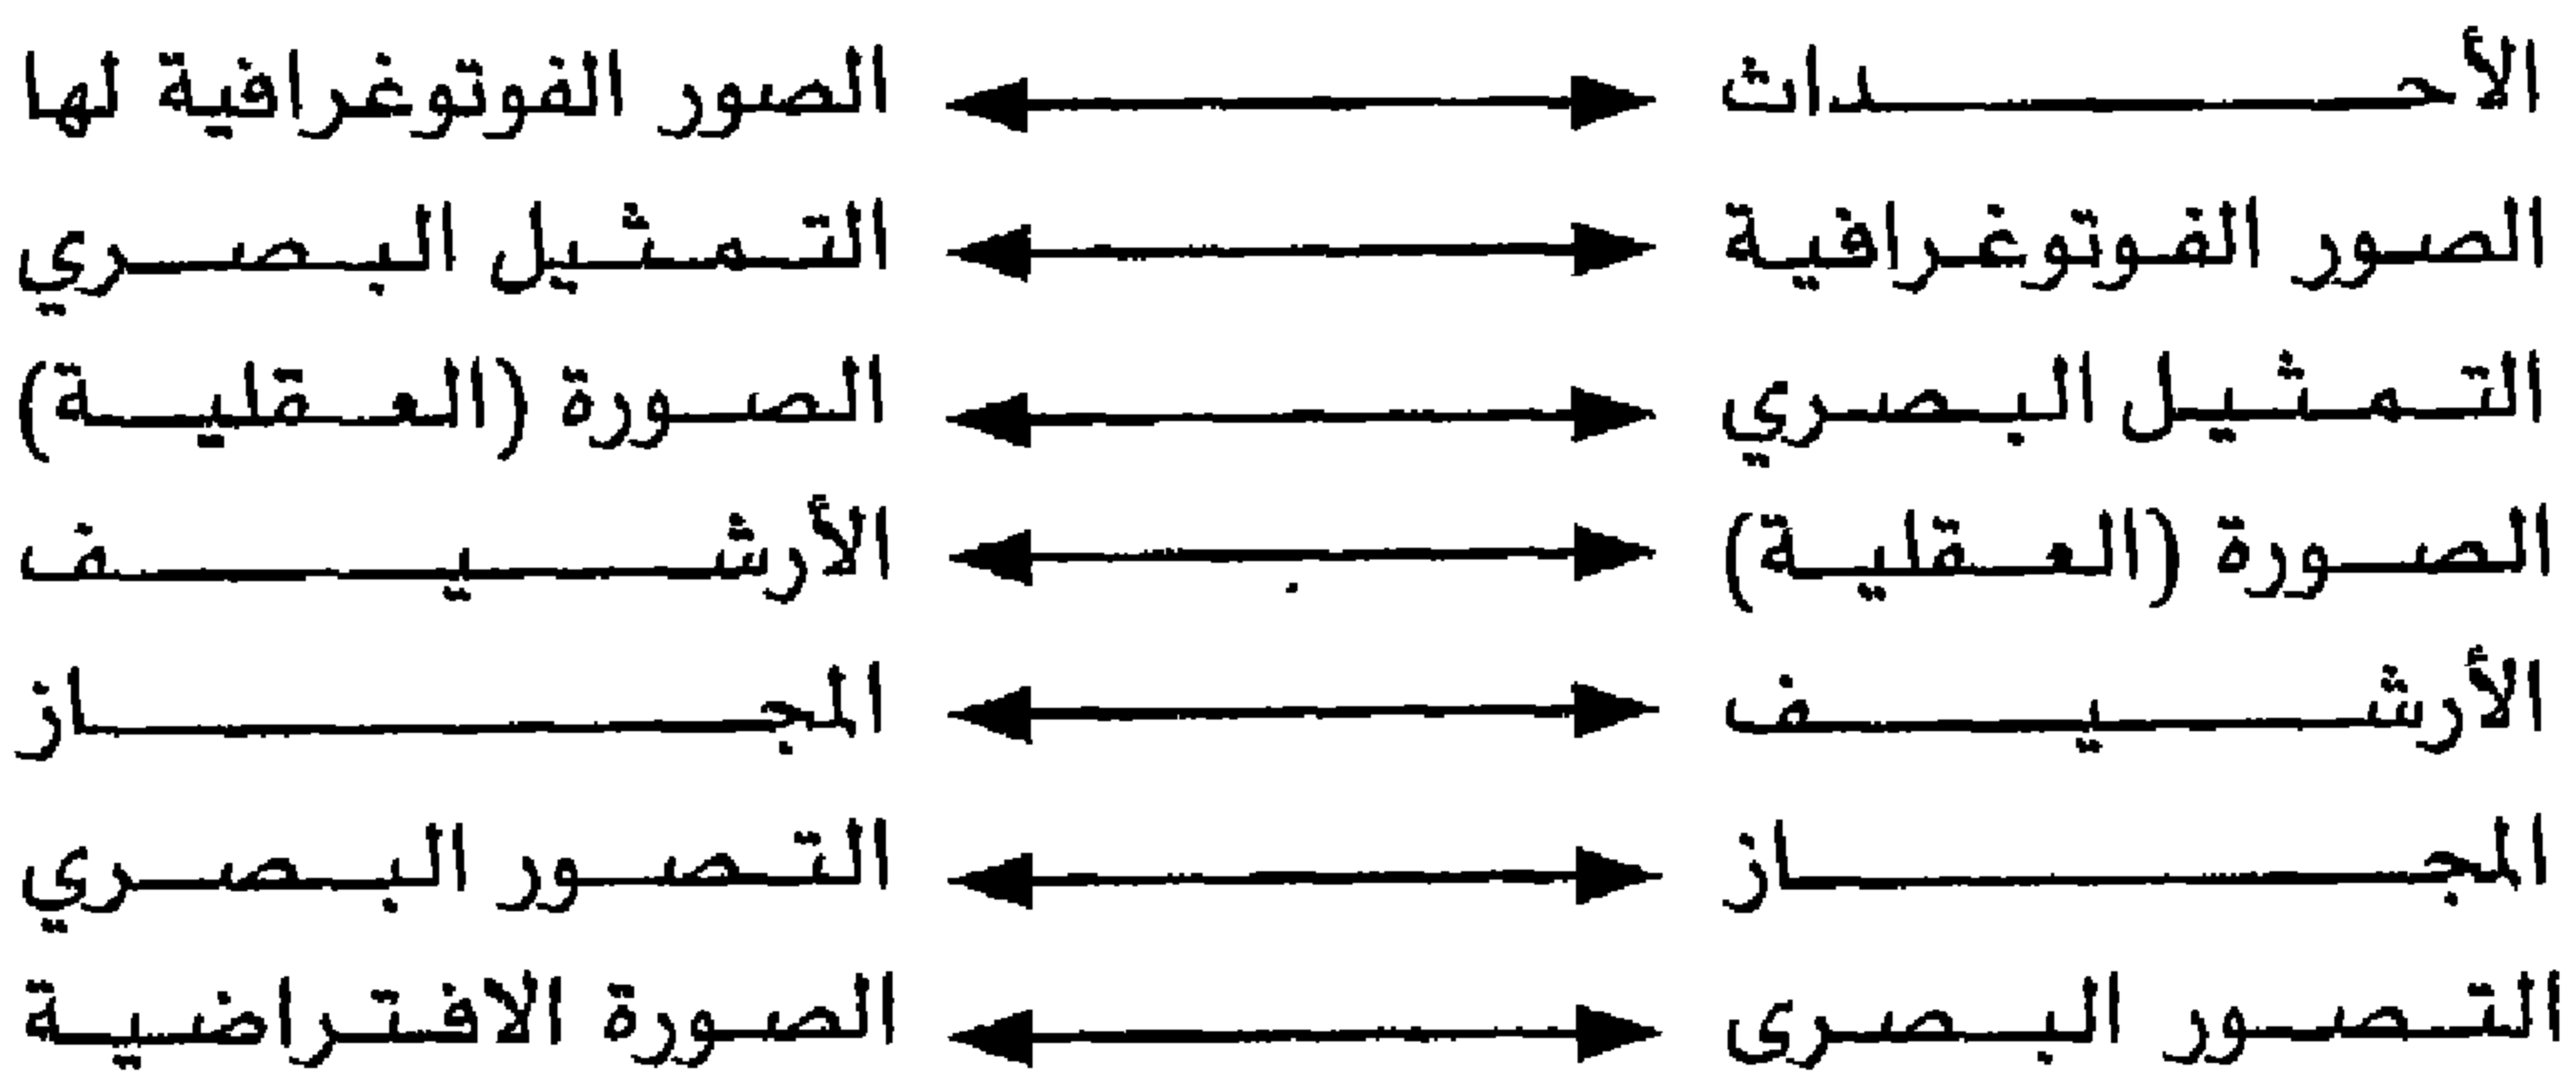 الأحداث ↔ الصور الفوتوغرافية لها
الصور الفوتوغرافية ↔ التمثيل البصري
التمثيل البصري ↔ الصورة (العقلية)
الصورة (العقلية) ↔ الأرشيف
الأرشيف ↔ المجاز
المجاز ↔ التصور البصري
التصور البصرى ↔ الصورة الافتراضية